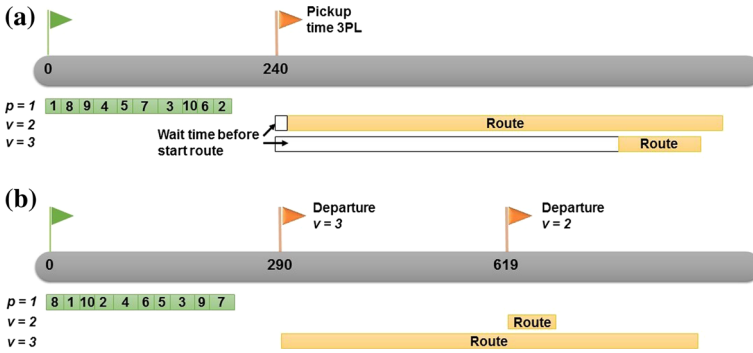 (a)
Pickup
time 3PL
0 240
p = 1 1 8 9 4 5 7 3 10 6 2
v = 2 Route
v = 3 Route
Wait time before
start route
(b)
Departure
v = 3
Departure
v = 2
0 290 619
p = 1 8 1 10 2 4 6 5 3 9 7
v = 2 Route
v = 3 Route